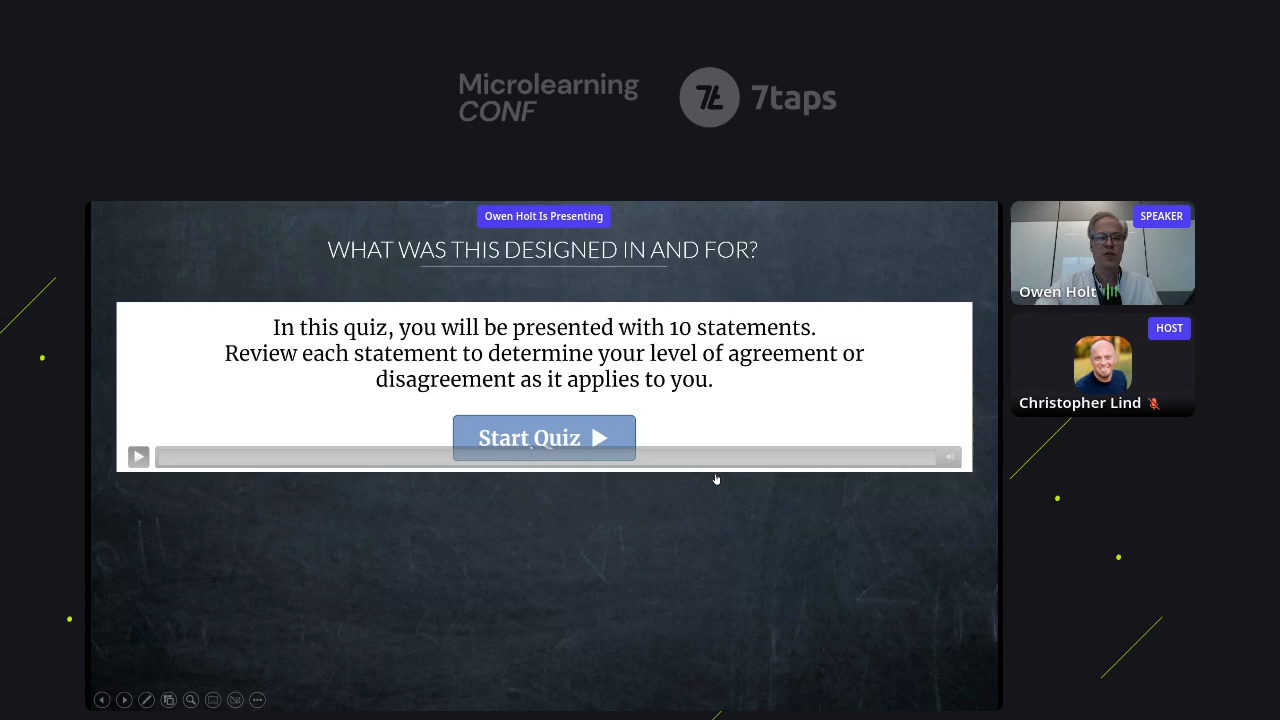 Microlearning
CONF
7taps
Owen Holt Is Presenting
WHAT WAS THIS DESIGNED IN AND FOR?
In this quiz, you will be presented with 10 statements.
Review each statement to determine your level of agreement or
disagreement as it applies to you.
Start Quiz
SPEAKER
Owen Holt
HOST
Christopher Lind